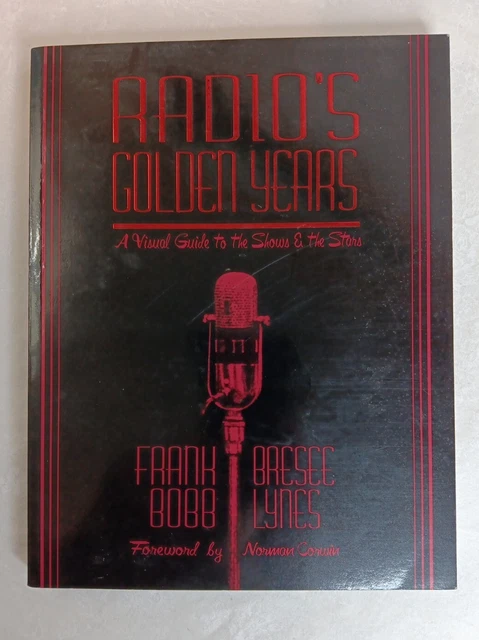 RADIO'S
GOLDEN YEARS
A Visual Guide to the Shows & the Stars
FRANK BRESEE
BOBB LYNES
Foreword by Norman Corwin